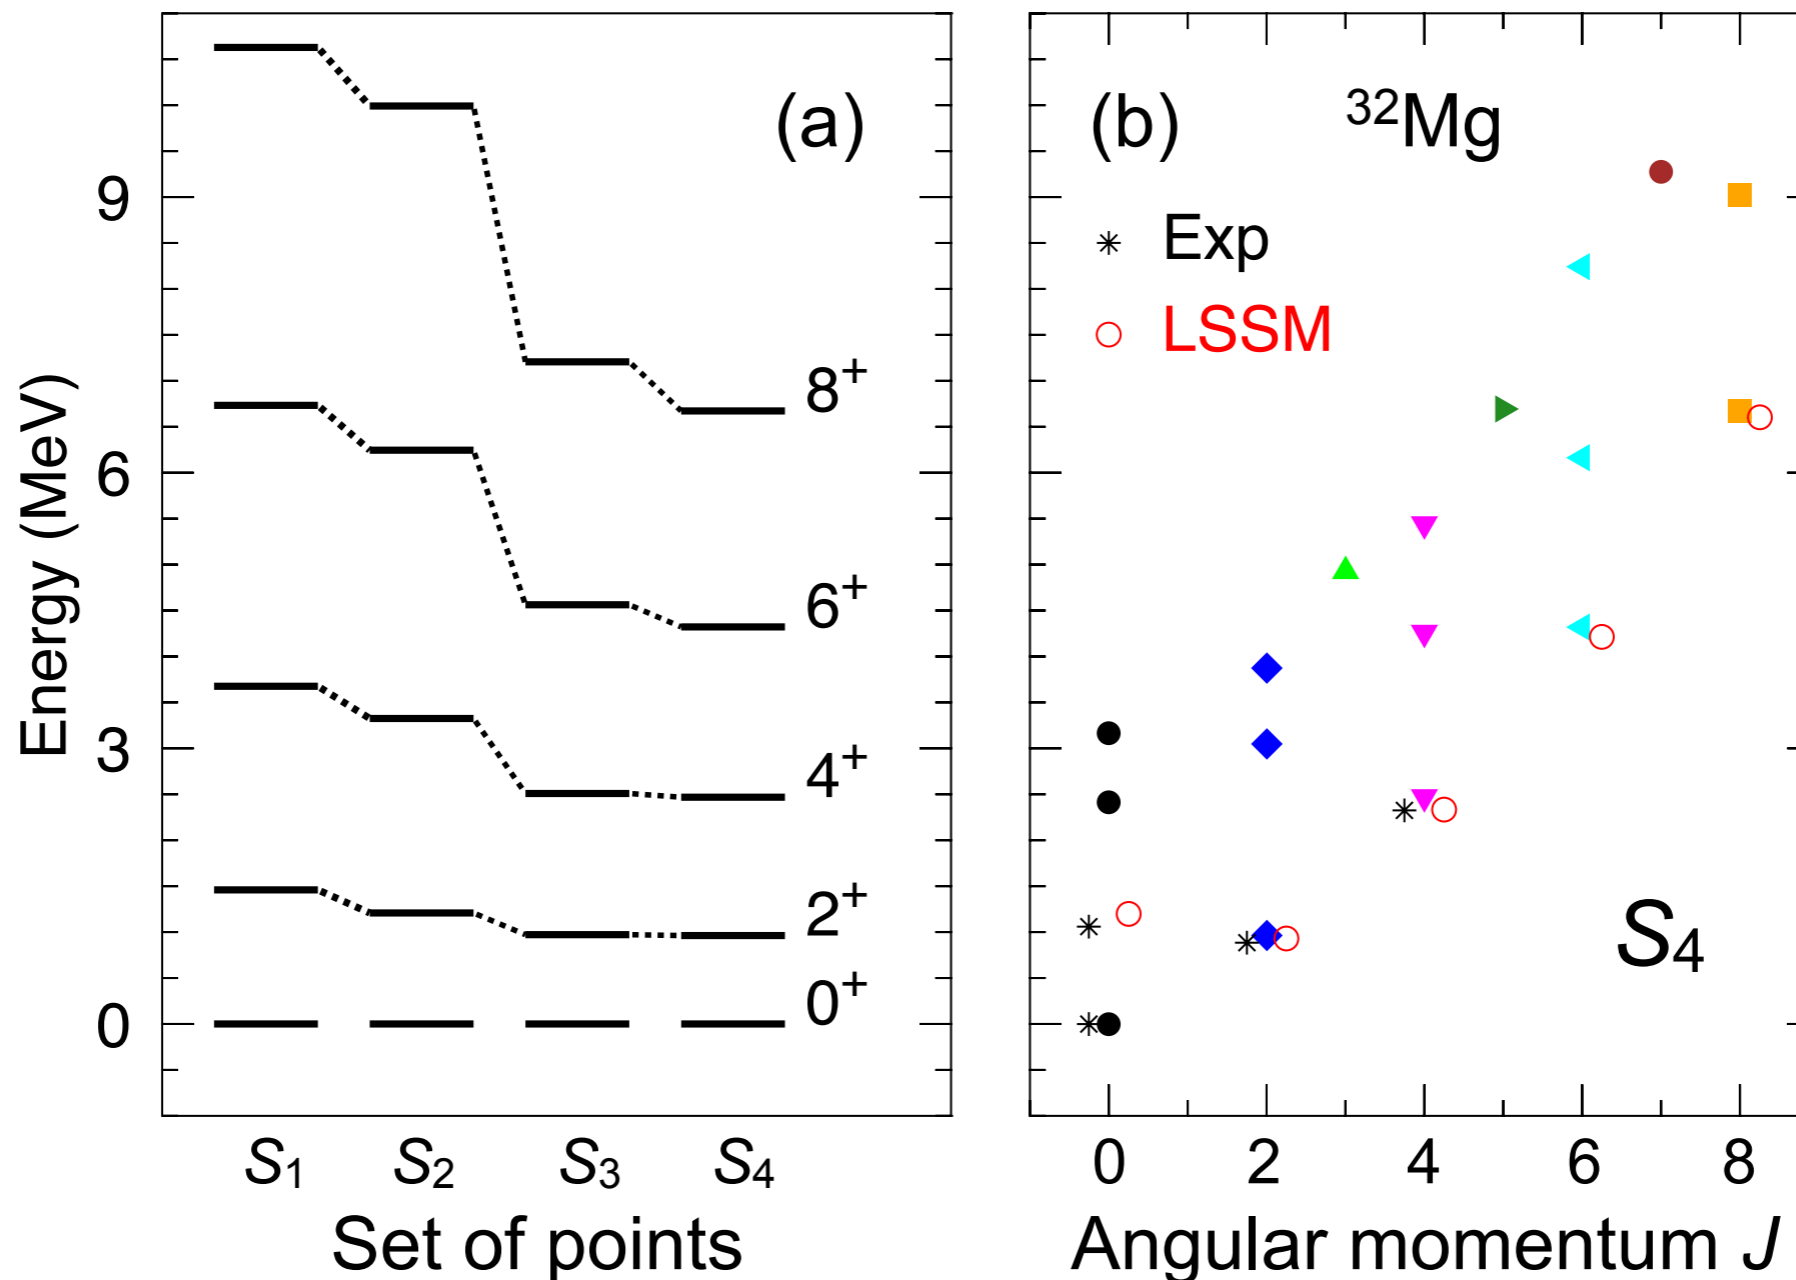 (a)
9
6
3
0
Energy (MeV)
8⁺
6⁺
4⁺
2⁺
0⁺
S₁ S₂ S₃ S₄
Set of points
(b) ³²Mg
Exp
LSSM
S₄
0 2 4 6 8
Angular momentum J